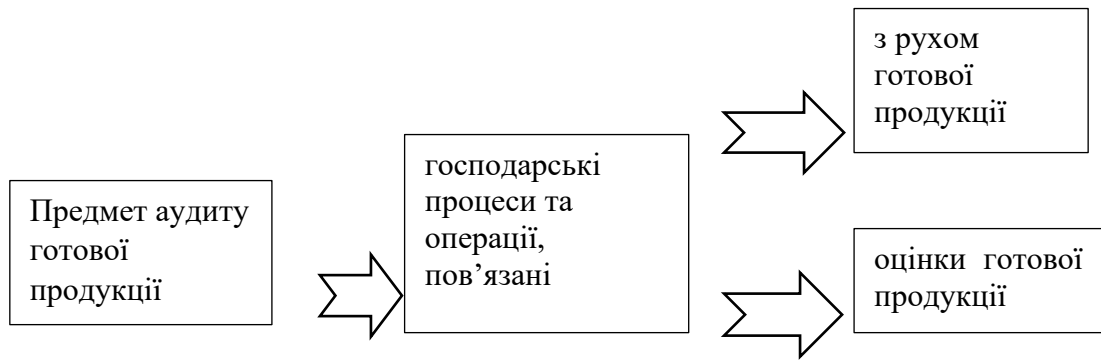 Предмет аудиту
готової
продукції
господарські
процеси та
операції,
пов’язані
з рухом
готової
продукції
оцінки готової
продукції